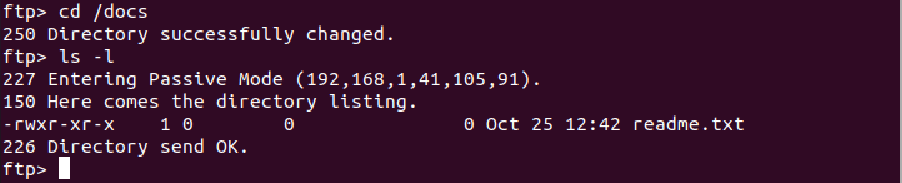 ftp> cd /docs
250 Directory successfully changed.
ftp> ls -l
227 Entering Passive Mode (192,168,1,41,105,91).
150 Here comes the directory listing.
-rwxr-xr-x    1 0        0               0 Oct 25 12:42 readme.txt
226 Directory send OK.
ftp>